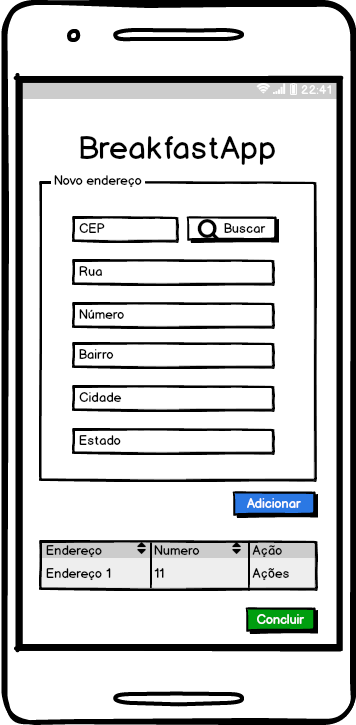 22:41
BreakfastApp
Novo endereço
CEP Buscar
Rua
Número
Bairro
Cidade
Estado
Adicionar
Endereço Numero Ação
Endereço 1 11 Ações
Concluir